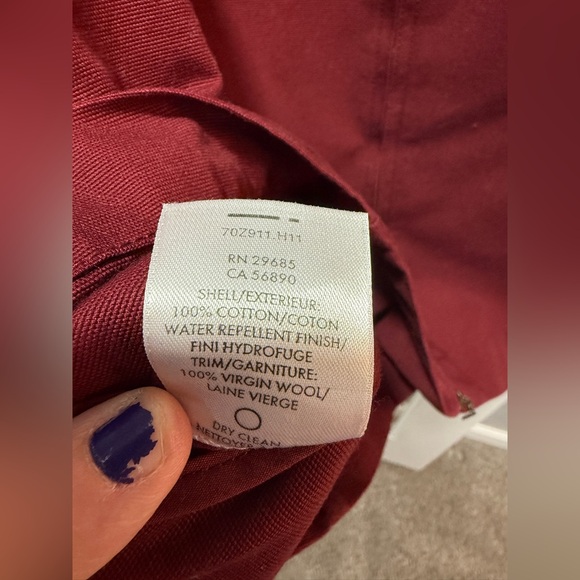 70Z911.H11
RN 29685
CA 56890
SHELL/EXTERIEUR:
100% COTTON/COTON
WATER REPELLENT FINISH/
FINI HYDROFUGE
TRIM/GARNITURE:
100% VIRGIN WOOL/
LAINE VIERGE
DRY CLEAN
NETTOYER